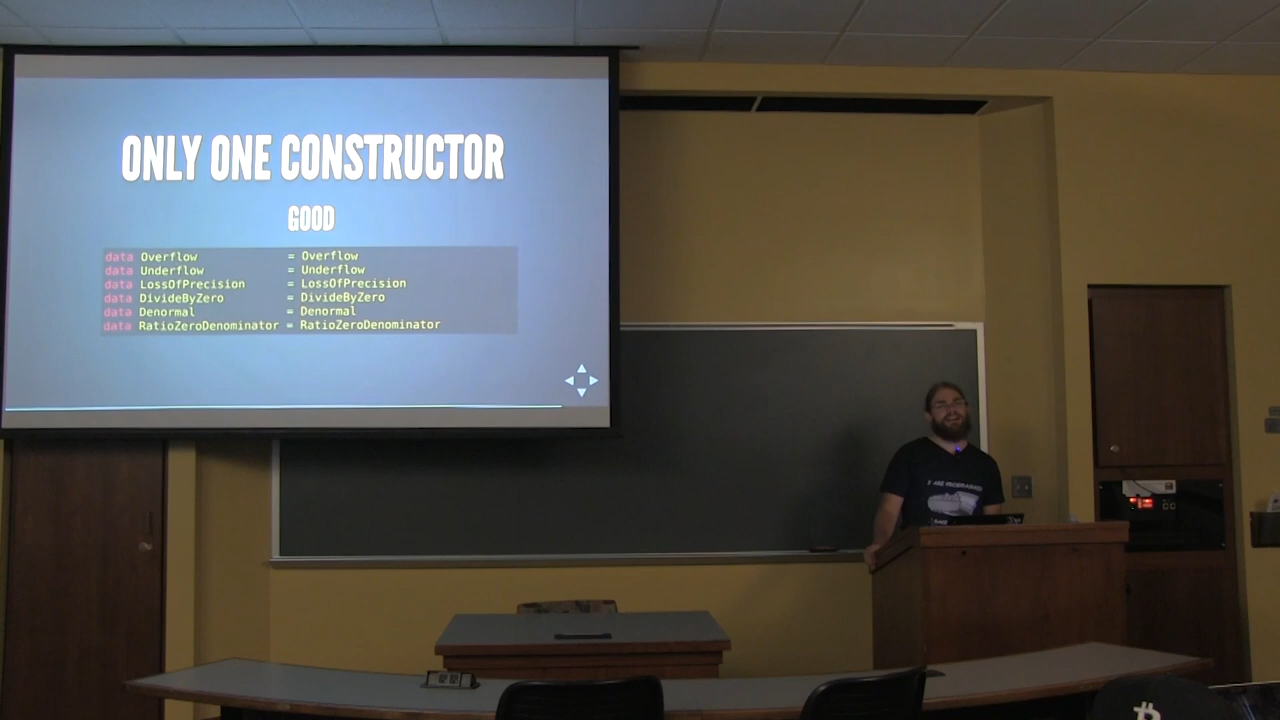 ONLY ONE CONSTRUCTOR
GOOD
data Overflow = Overflow
data Underflow = Underflow
data LossOfPrecision = LossOfPrecision
data DivideByZero = DivideByZero
data Denormal = Denormal
data RatioZeroDenominator = RatioZeroDenominator